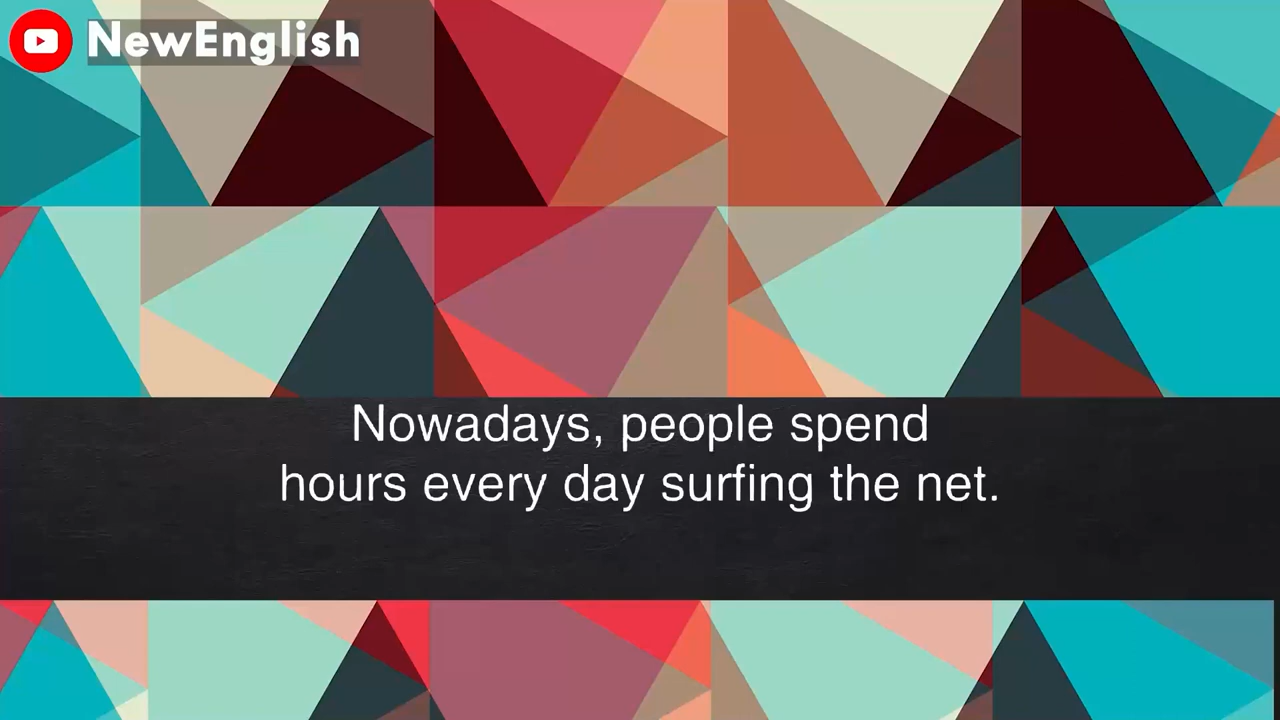 NewEnglish
Nowadays, people spend
hours every day surfing the net.